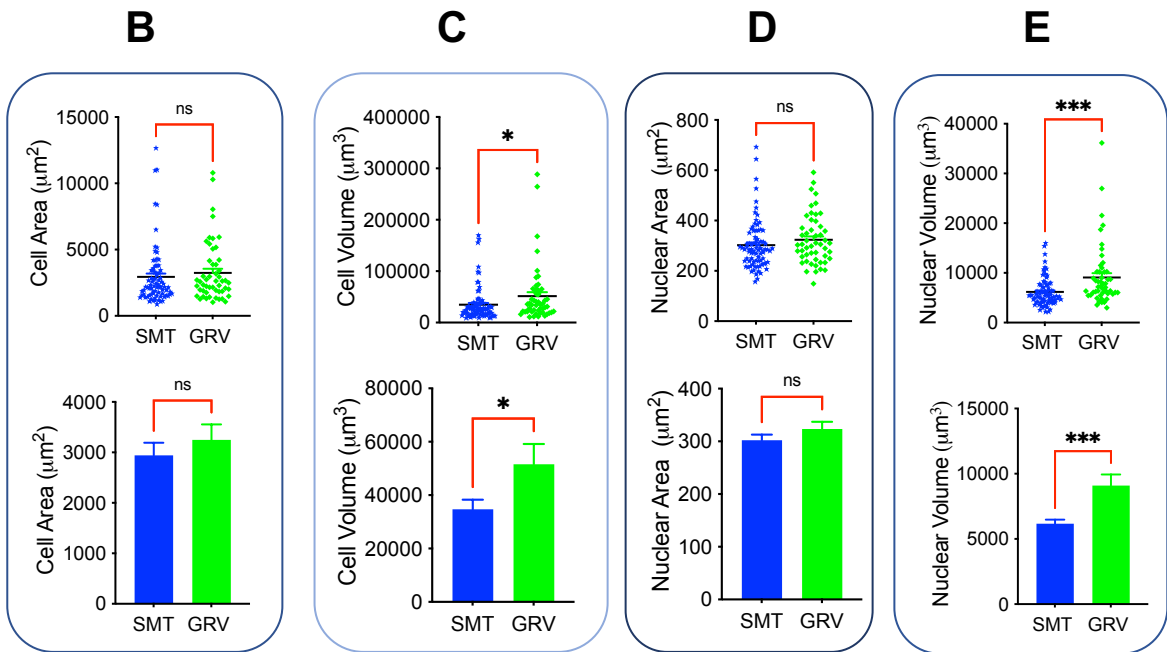 B
C
D
E
Cell Area (μm²)
15000
10000
5000
0
ns
SMT GRV
Cell Volume (μm³)
400000
300000
200000
100000
0
*
SMT GRV
Nuclear Area (μm²)
800
600
400
200
0
ns
SMT GRV
Nuclear Volume (μm³)
40000
30000
20000
10000
0
***
SMT GRV
Cell Area (μm²)
4000
3000
2000
1000
0
ns
SMT GRV
Cell Volume (μm³)
80000
60000
40000
20000
0
*
SMT GRV
Nuclear Area (μm²)
400
300
200
100
0
ns
SMT GRV
Nuclear Volume (μm³)
15000
10000
5000
0
***
SMT GRV